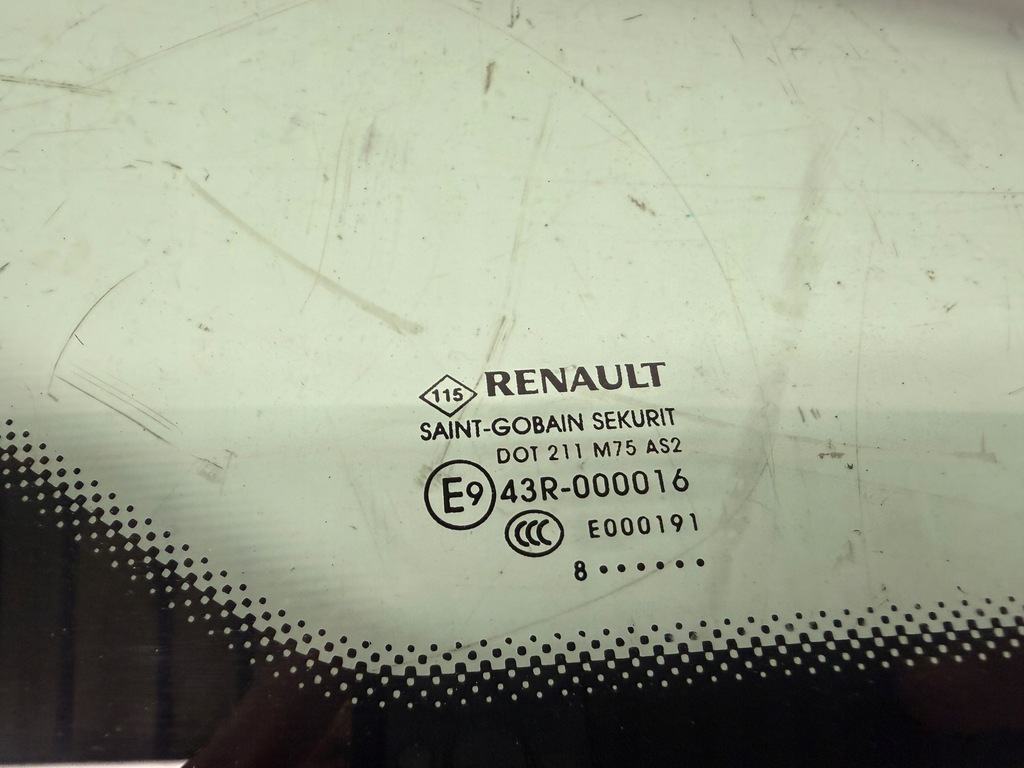 115 RENAULT
SAINT-GOBAIN SEKURIT
DOT 211 M75 AS2
E9 43R-000016
CCC E000191
8 • • • • • •